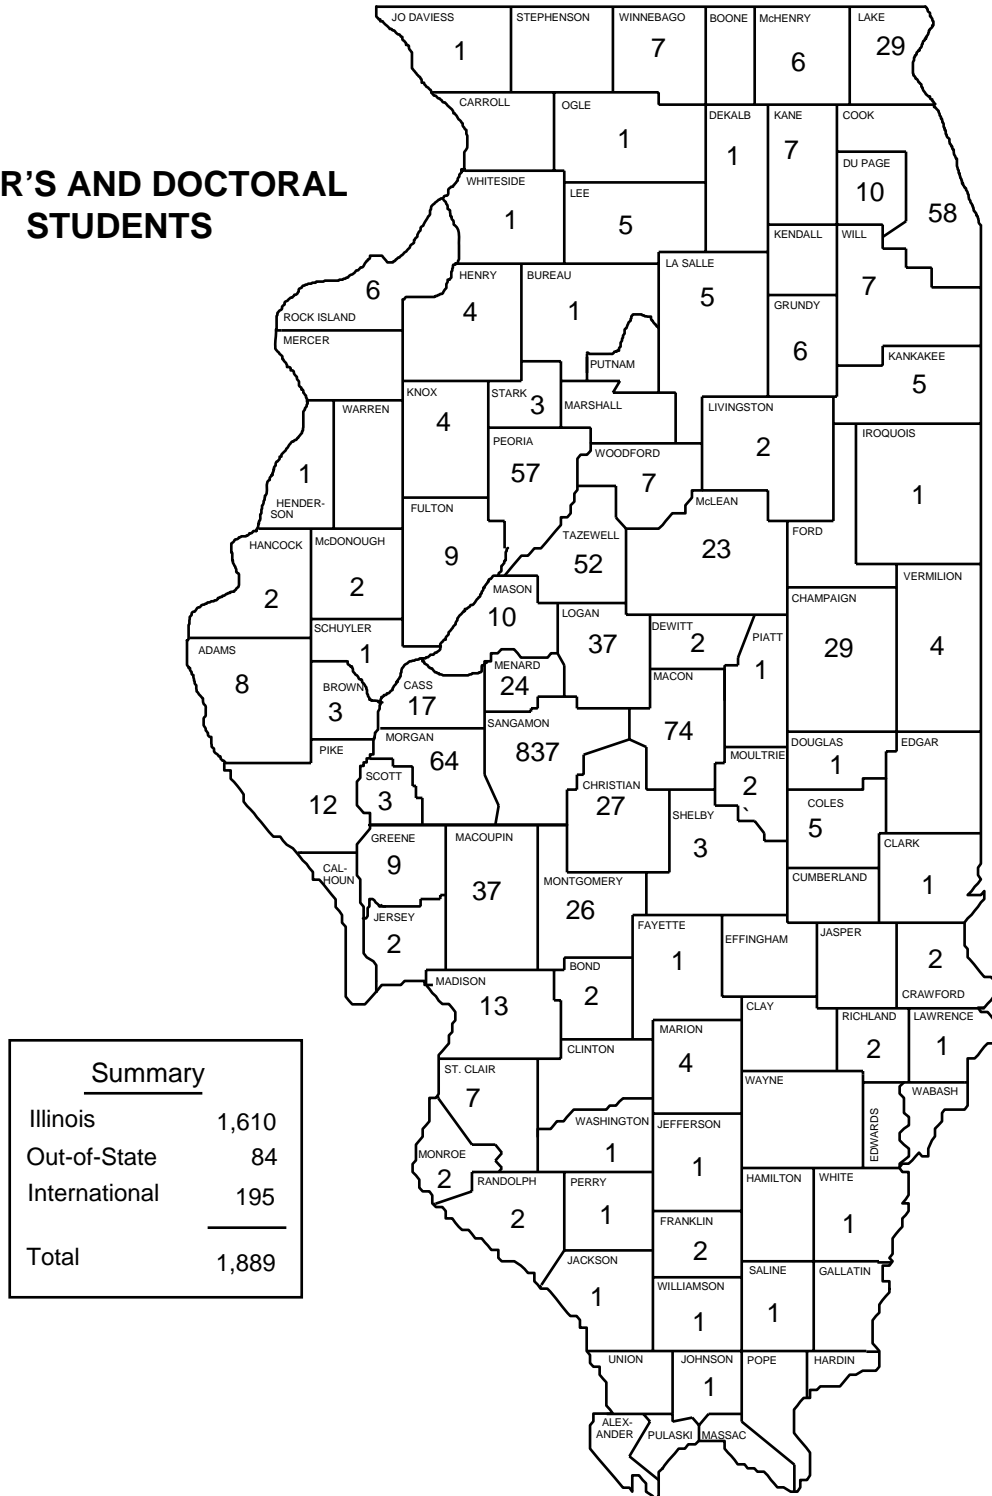 R'S AND DOCTORAL
STUDENTS
JO DAVIESS
1
STEPHENSON
WINNEBAGO
7
BOONE
McHENRY
6
LAKE
29
CARROLL
OGLE
1
DEKALB
1
KANE
7
COOK
58
DU PAGE
10
WHITESIDE
1
LEE
5
KENDALL
WILL
7
ROCK ISLAND
6
HENRY
4
BUREAU
1
LA SALLE
5
GRUNDY
6
MERCER
PUTNAM
KANKAKEE
5
KNOX
4
STARK
3
MARSHALL
LIVINGSTON
2
WARREN
HENDER-
SON
1
PEORIA
57
WOODFORD
7
IROQUOIS
1
McLEAN
23
FORD
FULTON
9
TAZEWELL
52
HANCOCK
2
McDONOUGH
2
MASON
10
LOGAN
37
DEWITT
2
PIATT
1
CHAMPAIGN
29
VERMILION
4
SCHUYLER
1
ADAMS
8
BROWN
3
CASS
17
MENARD
24
MACON
74
SANGAMON
837
MORGAN
64
PIKE
12
SCOTT
3
CHRISTIAN
27
MOULTRIE
2
`
DOUGLAS
1
EDGAR
COLES
5
SHELBY
3
GREENE
9
MACOUPIN
37
CLARK
1
CAL-
HOUN
MONTGOMERY
26
CUMBERLAND
JERSEY
2
FAYETTE
1
EFFINGHAM
JASPER
2
CRAWFORD
MADISON
13
BOND
2
CLAY
RICHLAND
2
LAWRENCE
1
CLINTON
MARION
4
ST. CLAIR
7
WAYNE
EDWARDS
WABASH
WASHINGTON
1
JEFFERSON
1
MONROE
2
RANDOLPH
2
PERRY
1
HAMILTON
WHITE
1
FRANKLIN
2
JACKSON
1
WILLIAMSON
1
SALINE
1
GALLATIN
UNION
JOHNSON
1
POPE
HARDIN
ALEX-
ANDER
PULASKI
MASSAC
Summary
Illinois 1,610
Out-of-State 84
International 195
Total 1,889